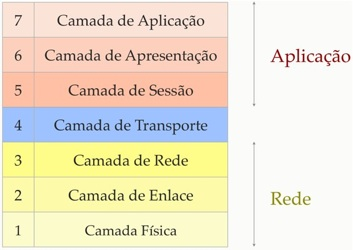 7 Camada de Aplicação
6 Camada de Apresentação
5 Camada de Sessão
4 Camada de Transporte
3 Camada de Rede
2 Camada de Enlace
1 Camada Física
Aplicação
Rede